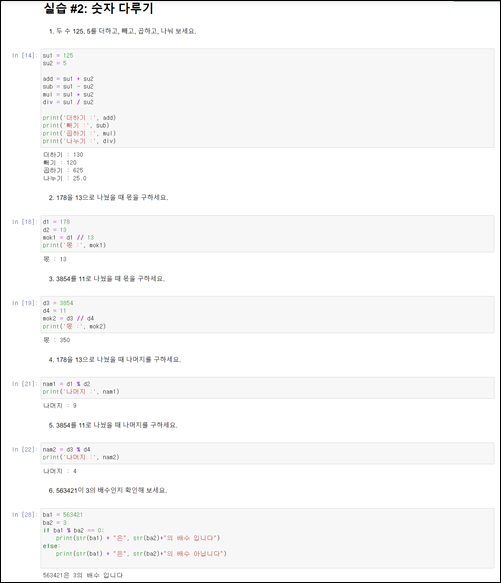 실습 #2: 숫자 다루기
1. 두 수 125, 5를 더하고, 빼고, 곱하고, 나눠 보세요.
In [14]:
su1 = 125
su2 = 5
add = su1 + su2
sub = su1 - su2
mul = su1 * su2
div = su1 / su2
print('더하기 :', add)
print('빼기 :', sub)
print('곱하기 :', mul)
print('나누기 :', div)
더하기 : 130
빼기 : 120
곱하기 : 625
나누기 : 25.0
2. 178을 13으로 나눴을 때 몫을 구하세요.
In [18]:
d1 = 178
d2 = 13
mok1 = d1 // 13
print('몫 :', mok1)
몫 : 13
3. 3854를 11로 나눴을 때 몫을 구하세요.
In [19]:
d3 = 3854
d4 = 11
mok2 = d3 // d4
print('몫 :', mok2)
몫 : 350
4. 178을 13으로 나눴을 때 나머지를 구하세요.
In [21]:
nam1 = d1 % d2
print('나머지 :', nam1)
나머지 : 9
5. 3854를 11로 나눴을 때 나머지를 구하세요.
In [22]:
nam2 = d3 % d4
print('나머지 :', nam2)
나머지 : 4
6. 563421이 3의 배수인지 확인해 보세요.
In [28]:
ba1 = 563421
ba2 = 3
if ba1 % ba2 == 0:
print(str(ba1) + "은", str(ba2)+"의 배수 입니다")
else:
print(str(ba1) + "은", str(ba2)+"의 배수 아닙니다")
563421은 3의 배수 입니다